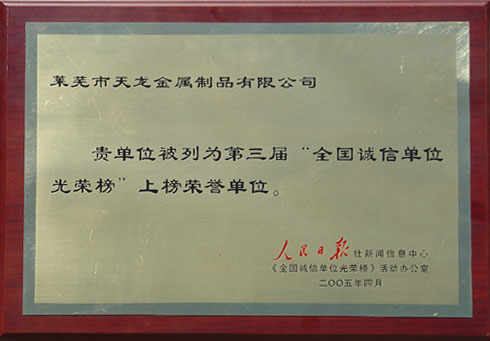 莱芜市天龙金属制品有限公司
贵单位被列为第三届“全国诚信单位
光荣榜”上榜荣誉单位。
人民日报社新闻信息中心
《全国诚信单位光荣榜》活动办公室
二〇〇五年四月